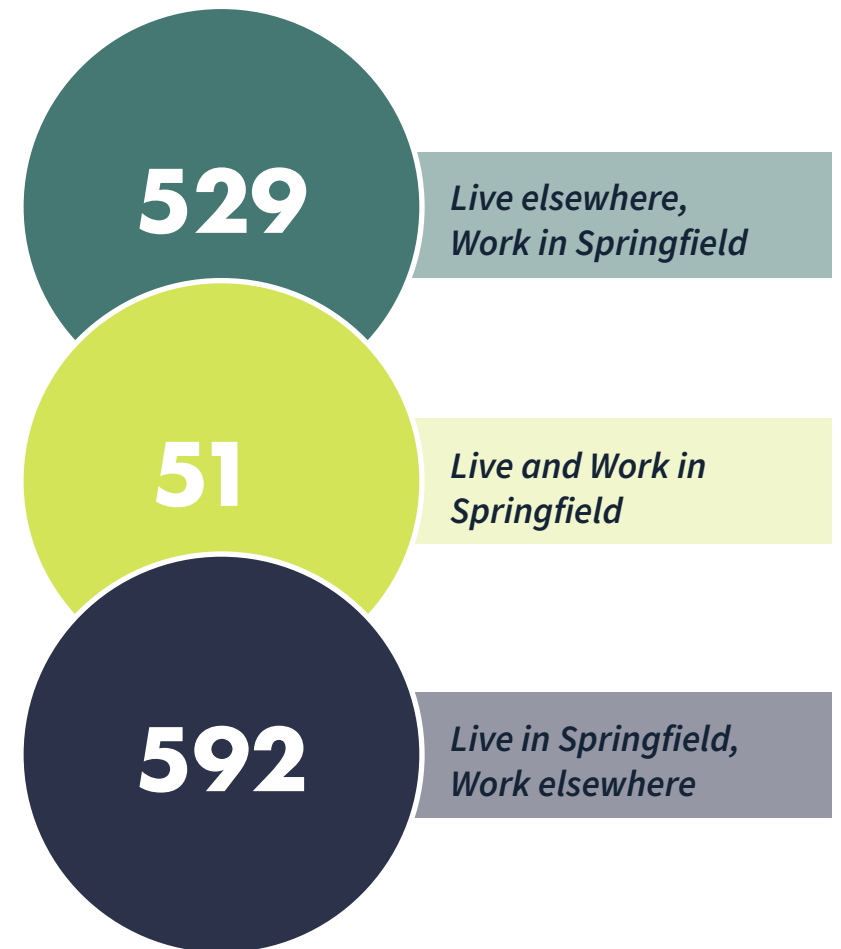 529
Live elsewhere,
Work in Springfield
51
Live and Work in
Springfield
592
Live in Springfield,
Work elsewhere